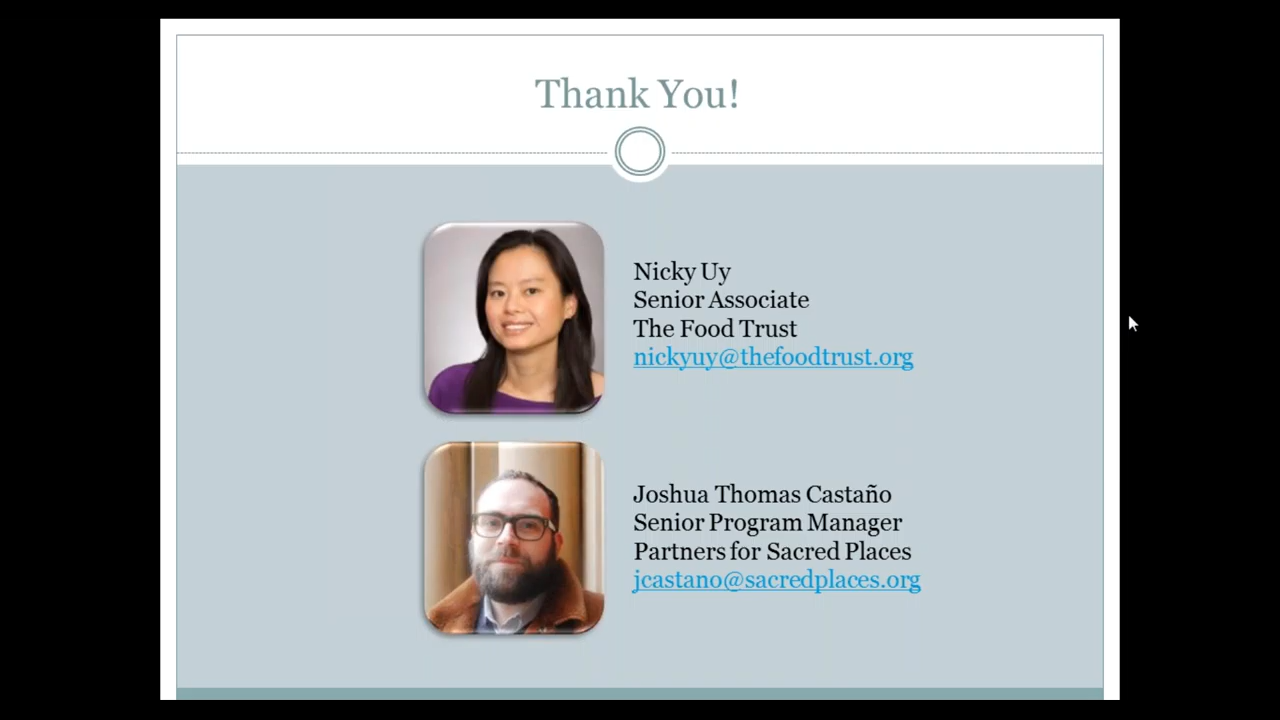 Thank You!
Nicky Uy
Senior Associate
The Food Trust
nickyuy@thefoodtrust.org
Joshua Thomas Castaño
Senior Program Manager
Partners for Sacred Places
jcastano@sacredplaces.org